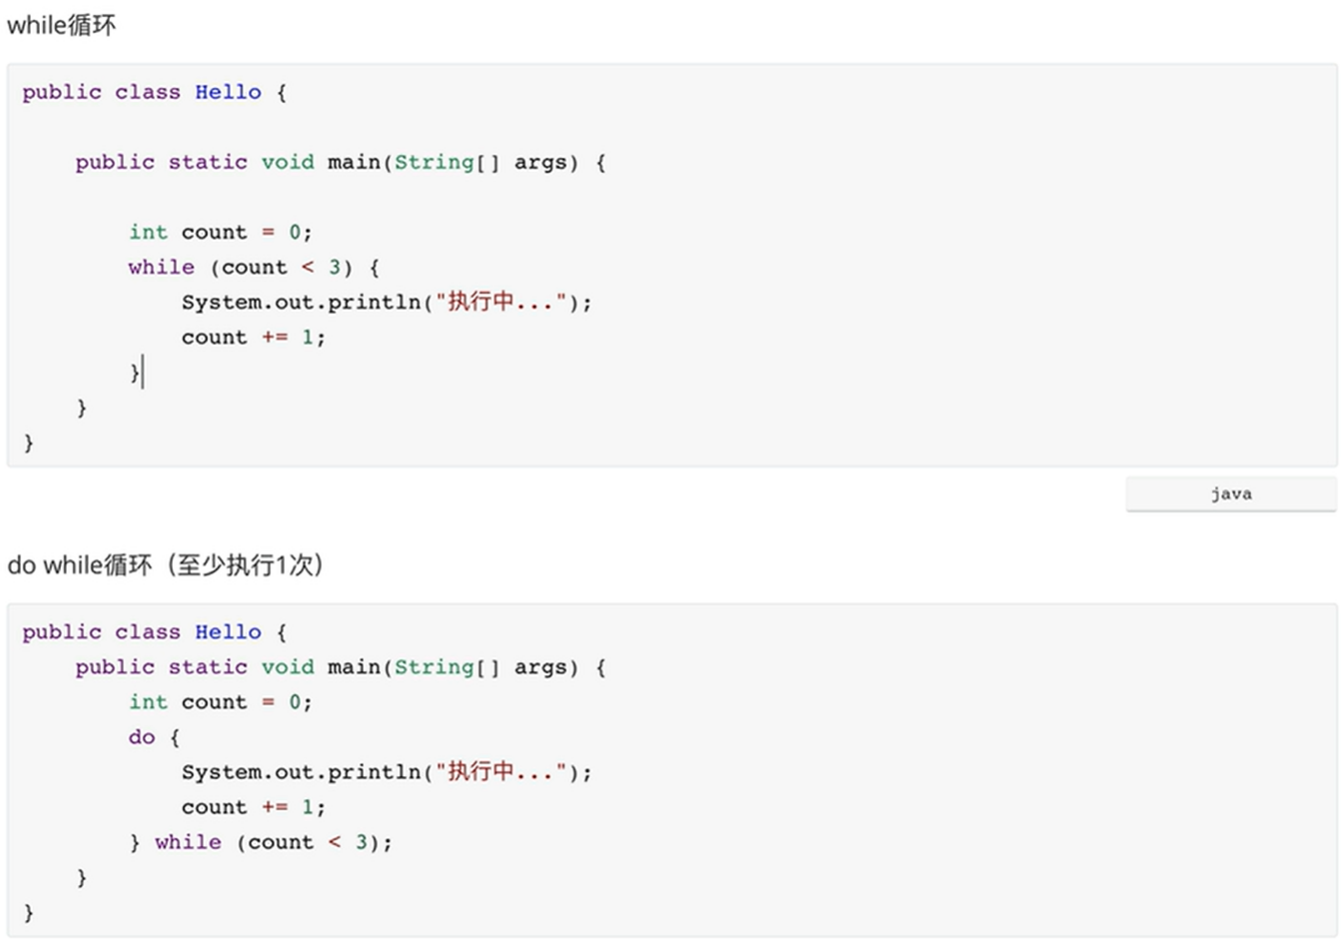 while循环
public class Hello {
    public static void main(String[] args) {
        int count = 0;
        while (count < 3) {
            System.out.println("执行中...");
            count += 1;
        }
    }
}
java
do while循环（至少执行1次）
public class Hello {
    public static void main(String[] args) {
        int count = 0;
        do {
            System.out.println("执行中...");
            count += 1;
        } while (count < 3);
    }
}